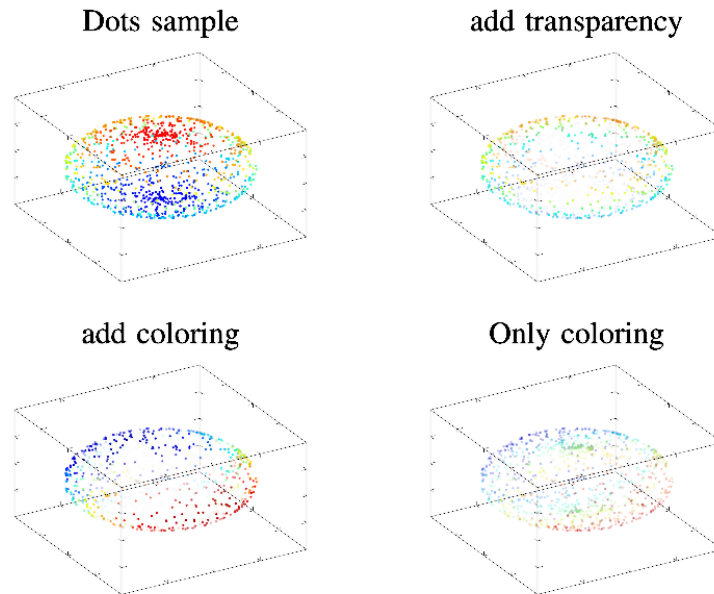 Dots sample
add transparency
add coloring
Only coloring